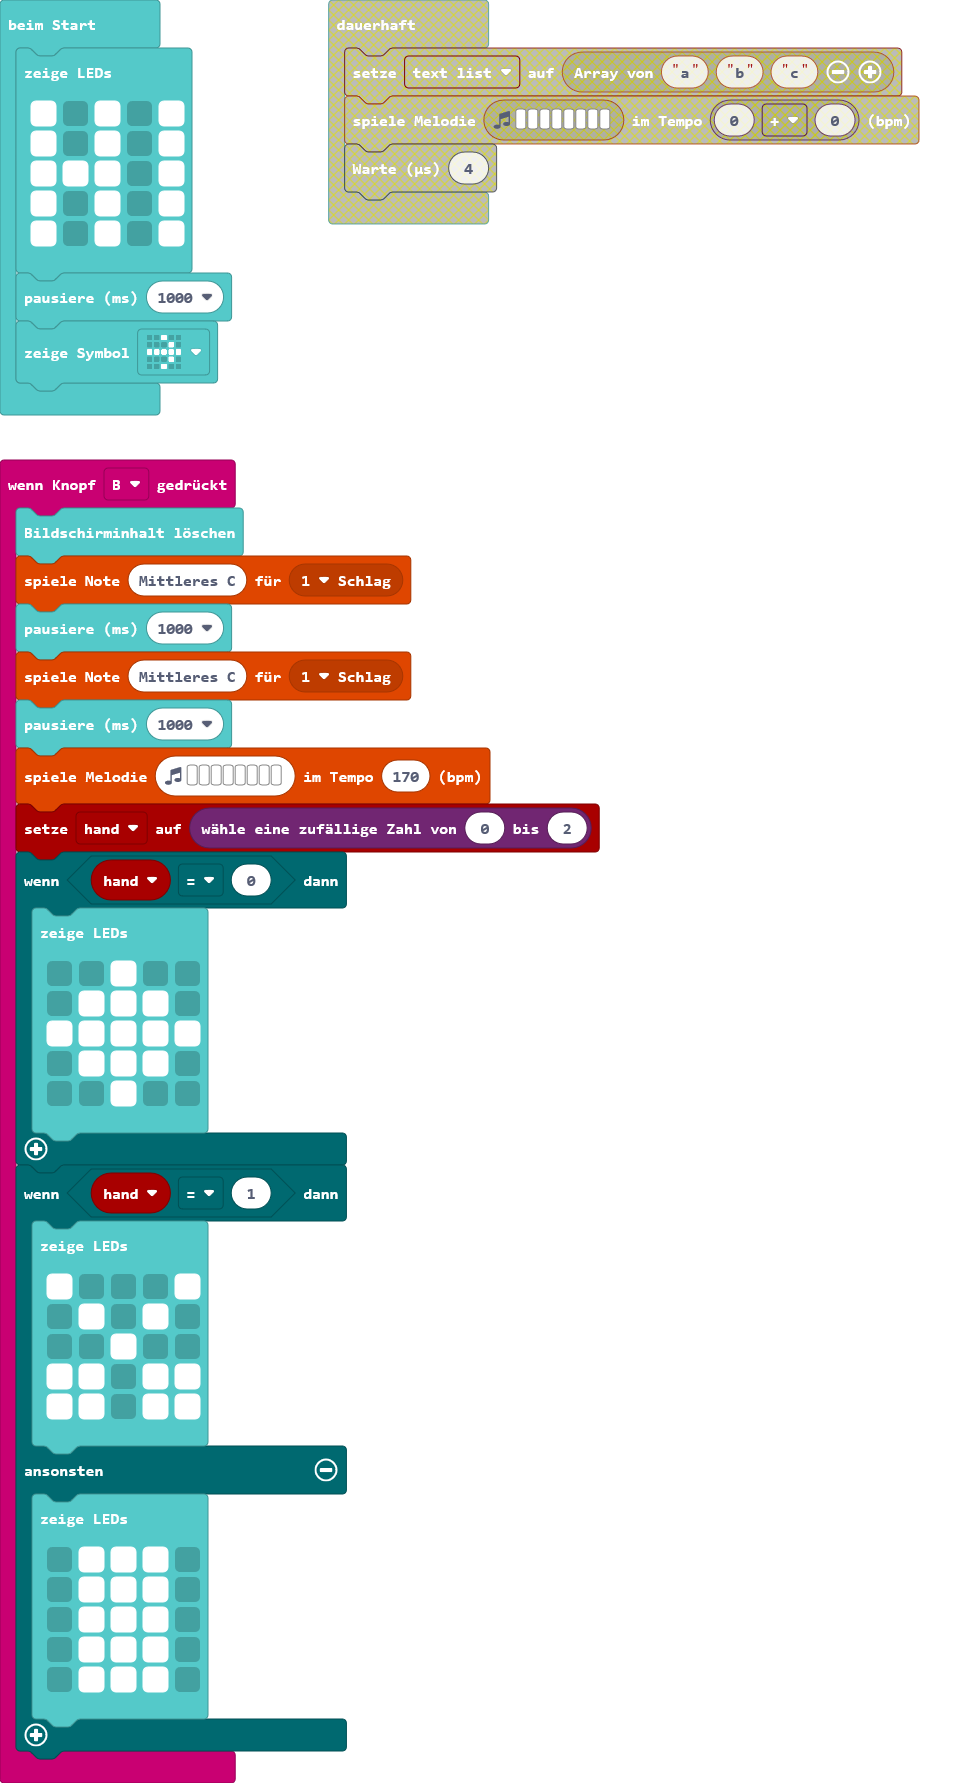 beim Start
zeige LEDs
pausiere (ms) 1000
zeige Symbol
dauerhaft
setze text list auf Array von "a" "b" "c"
spiele Melodie im Tempo 0 + 0 (bpm)
Warte (µs) 4
wenn Knopf B gedrückt
Bildschirminhalt löschen
spiele Note Mittleres C für 1 Schlag
pausiere (ms) 1000
spiele Note Mittleres C für 1 Schlag
pausiere (ms) 1000
spiele Melodie im Tempo 170 (bpm)
setze hand auf wähle eine zufällige Zahl von 0 bis 2
wenn hand = 0 dann
zeige LEDs
wenn hand = 1 dann
zeige LEDs
ansonsten
zeige LEDs